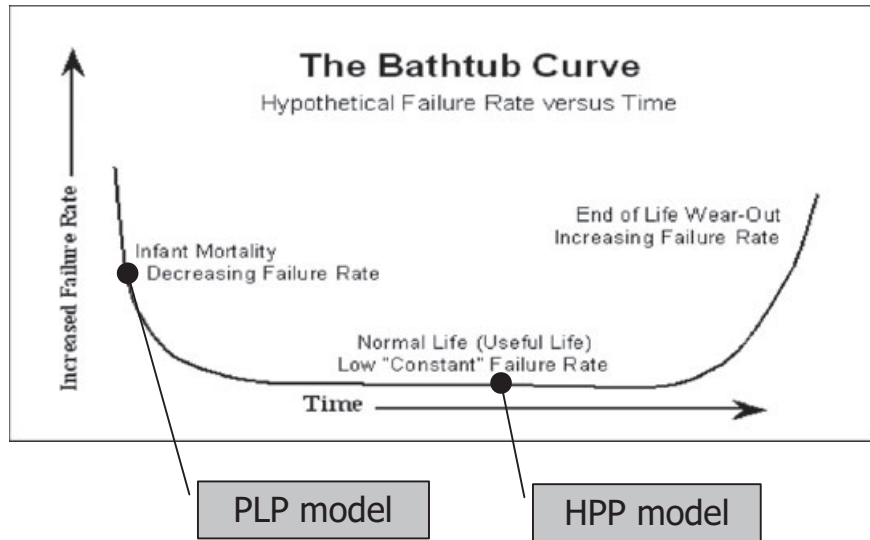 The Bathtub Curve
Hypothetical Failure Rate versus Time
Increased Failure Rate
Infant Mortality
Decreasing Failure Rate
End of Life Wear-Out
Increasing Failure Rate
Normal Life (Useful Life)
Low "Constant" Failure Rate
Time
PLP model
HPP model